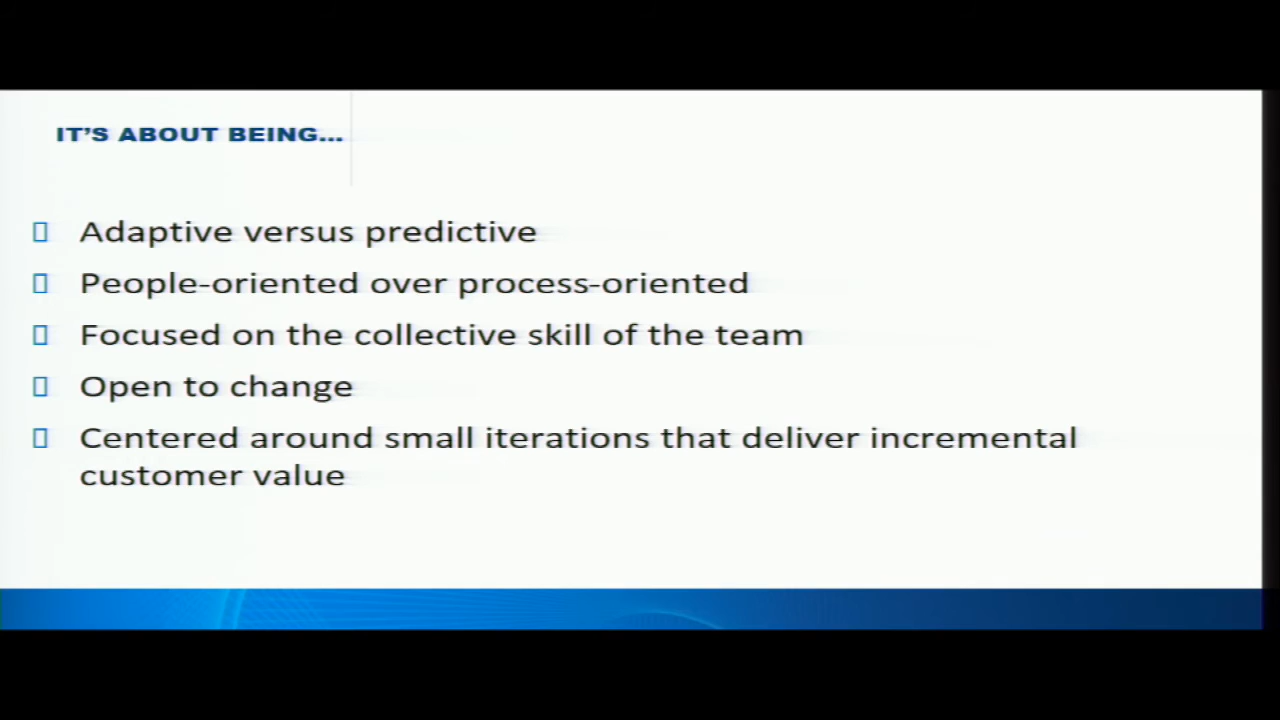 IT'S ABOUT BEING...
Adaptive versus predictive
People-oriented over process-oriented
Focused on the collective skill of the team
Open to change
Centered around small iterations that deliver incremental
customer value